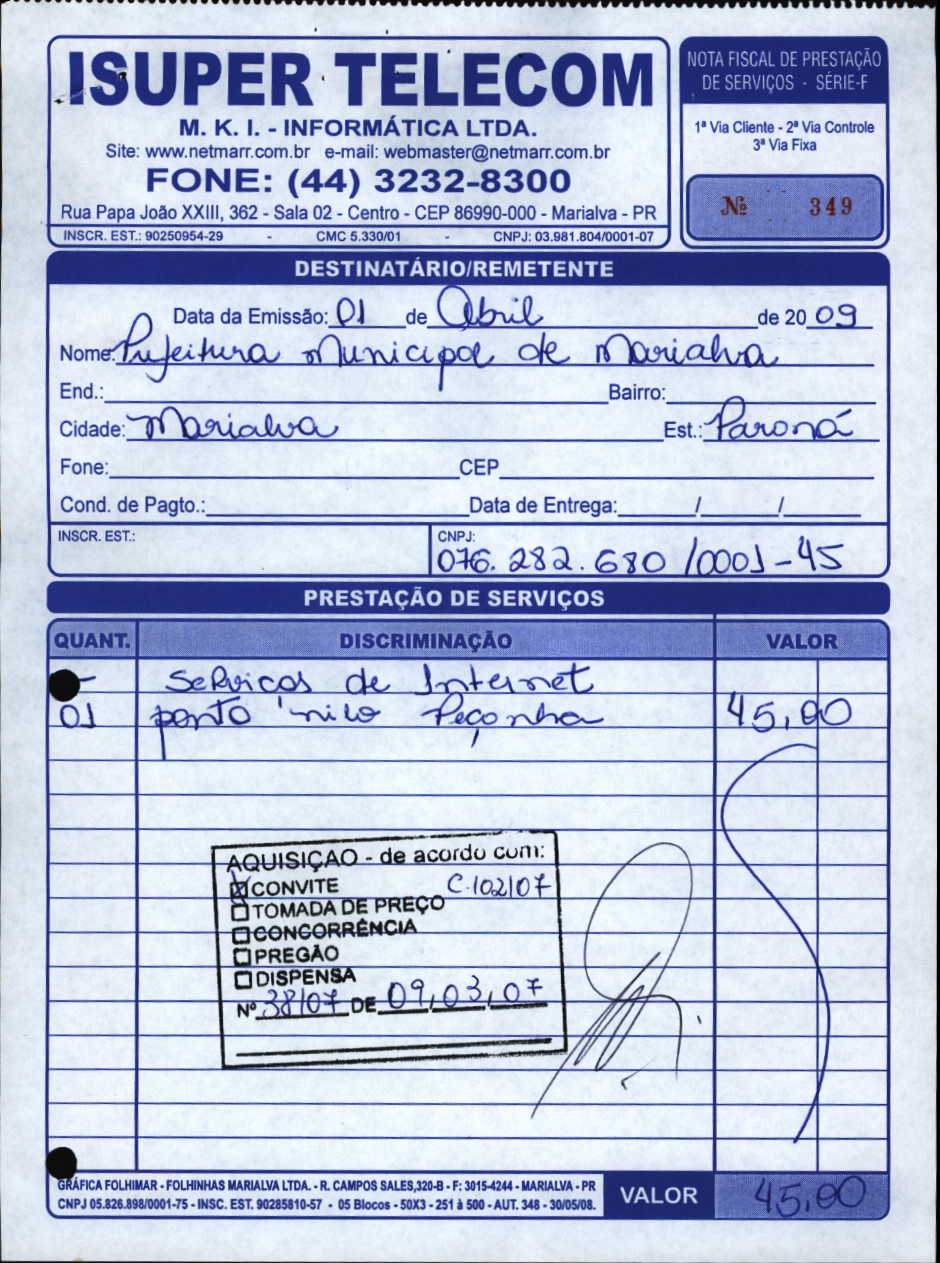 ISUPER TELECOM
M. K. I. - INFORMÁTICA LTDA.
Site: www.netmarr.com.br e-mail: webmaster@netmarr.com.br
FONE: (44) 3232-8300
Rua Papa João XXIII, 362 - Sala 02 - Centro - CEP 86990-000 - Marialva - PR
INSCR. EST.: 90250954-29 - CMC 5.330/01 - CNPJ: 03.981.804/0001-07
NOTA FISCAL DE PRESTAÇÃO
DE SERVIÇOS - SÉRIE-F
1ª Via Cliente - 2ª Via Controle
3ª Via Fixa
Nº 349
DESTINATÁRIO/REMETENTE
Data da Emissão: 01 de Abril de 2009
Nome: Prefeitura Municipal de Marialva
End.: Bairro:
Cidade: Marialva Est.: Paraná
Fone: CEP
Cond. de Pagto.: Data de Entrega: / /
INSCR. EST.: CNPJ:
076.282.680/0001-45
PRESTAÇÃO DE SERVIÇOS
QUANT. DISCRIMINAÇÃO VALOR
- Serviços de Internet
01 ponto nilo Peçanha 45,00
AQUISIÇÃO - de acordo com:
CONVITE C.102/07
TOMADA DE PREÇO
CONCORRÊNCIA
PREGÃO
DISPENSA
Nº 38/07 DE 09,03,07
GRÁFICA FOLHIMAR - FOLHINHAS MARIALVA LTDA. - R. CAMPOS SALES,320-B - F: 3015-4244 - MARIALVA - PR
CNPJ 05.826.898/0001-75 - INSC. EST. 90285810-57 - 05 Blocos - 50X3 - 251 à 500 - AUT. 348 - 30/05/08.
VALOR 45,00